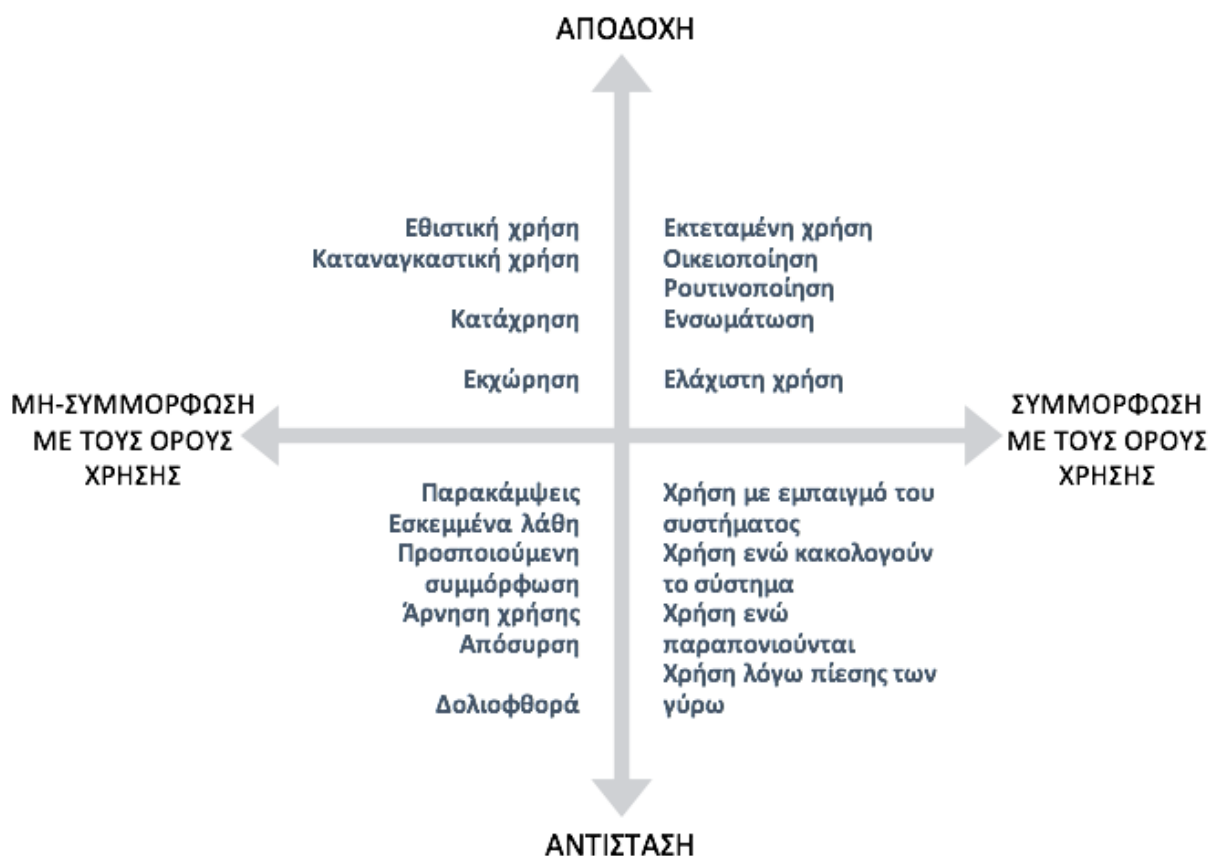 ΑΠΟΔΟΧΗ
Εθιστική χρήση
Καταναγκαστική χρήση
Κατάχρηση
Εκχώρηση
Εκτεταμένη χρήση
Οικειοποίηση
Ρουτινοποίηση
Ενσωμάτωση
Ελάχιστη χρήση
ΜΗ-ΣΥΜΜΟΡΦΩΣΗ
ΜΕ ΤΟΥΣ ΟΡΟΥΣ
ΧΡΗΣΗΣ
ΣΥΜΜΟΡΦΩΣΗ
ΜΕ ΤΟΥΣ ΟΡΟΥΣ
ΧΡΗΣΗΣ
Παρακάμψεις
Εσκεμμένα λάθη
Προσποιούμενη
συμμόρφωση
Άρνηση χρήσης
Απόσυρση
Δολιοφθορά
Χρήση με εμπαιγμό του
συστήματος
Χρήση ενώ κακολογούν
το σύστημα
Χρήση ενώ
παραπονιούνται
Χρήση λόγω πίεσης των
γύρω
ΑΝΤΙΣΤΑΣΗ